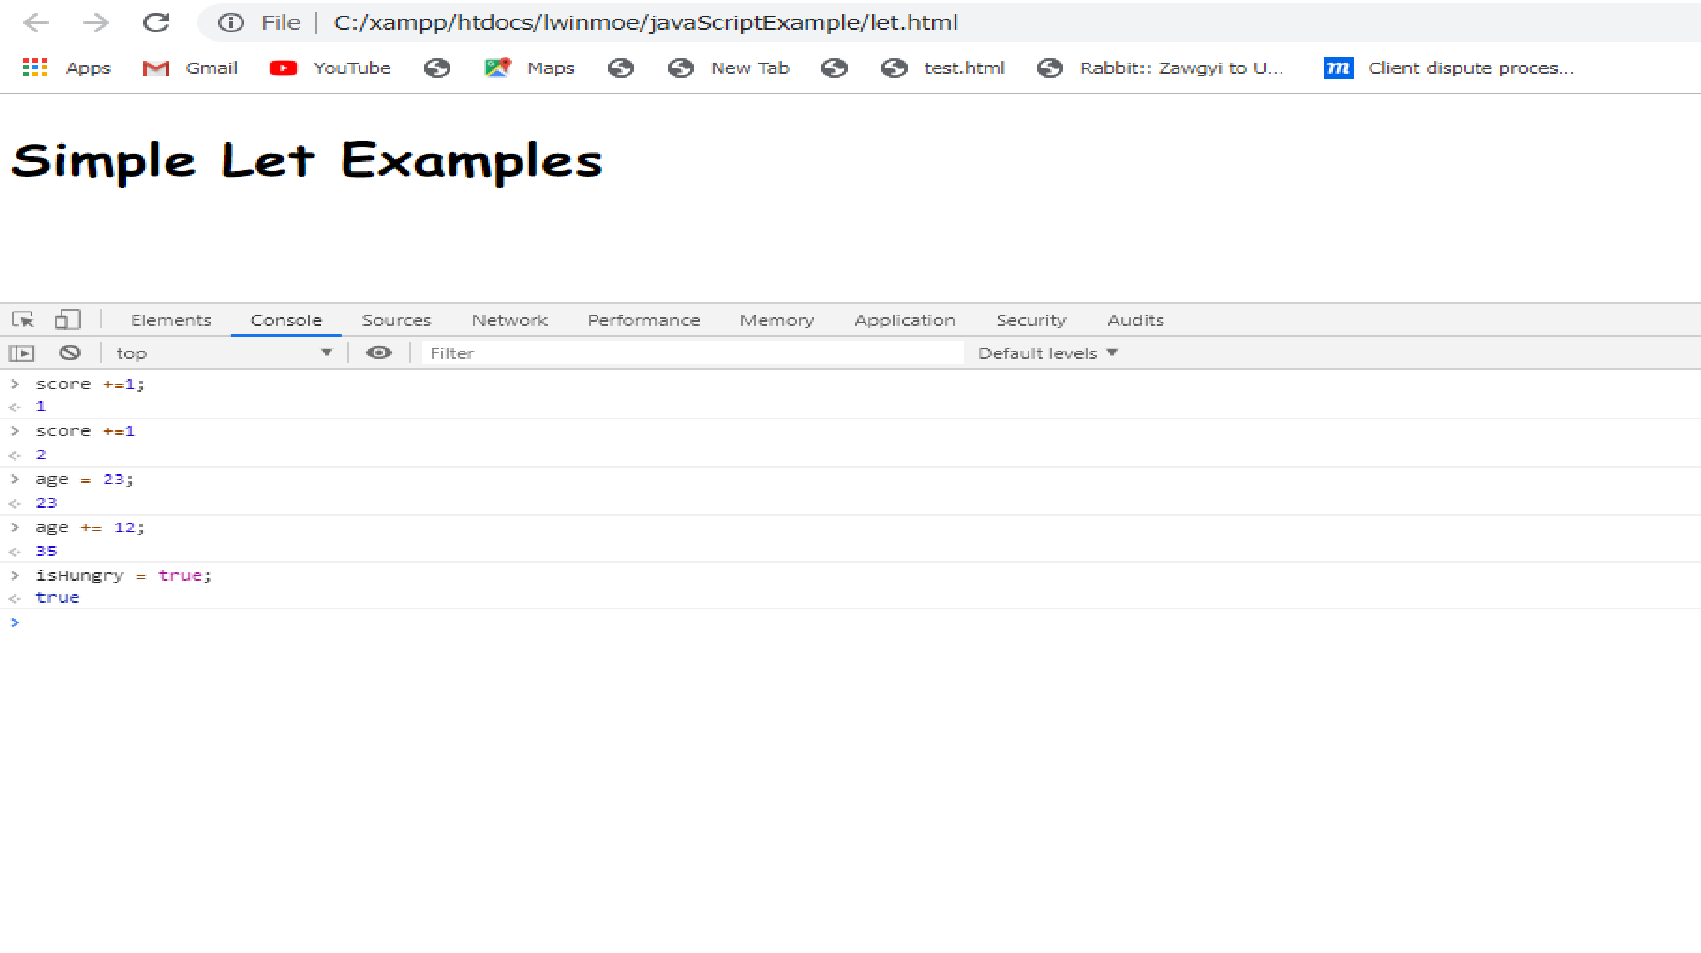 File | C:/xampp/htdocs/lwinmoe/javaScriptExample/let.html
Apps Gmail YouTube Maps New Tab test.html Rabbit:: Zawgyi to U... m Client dispute proces...
Simple Let Examples
Elements Console Sources Network Performance Memory Application Security Audits
top Filter Default levels
> score +=1;
1
> score +=1
2
> age = 23;
23
> age += 12;
35
> isHungry = true;
true
>